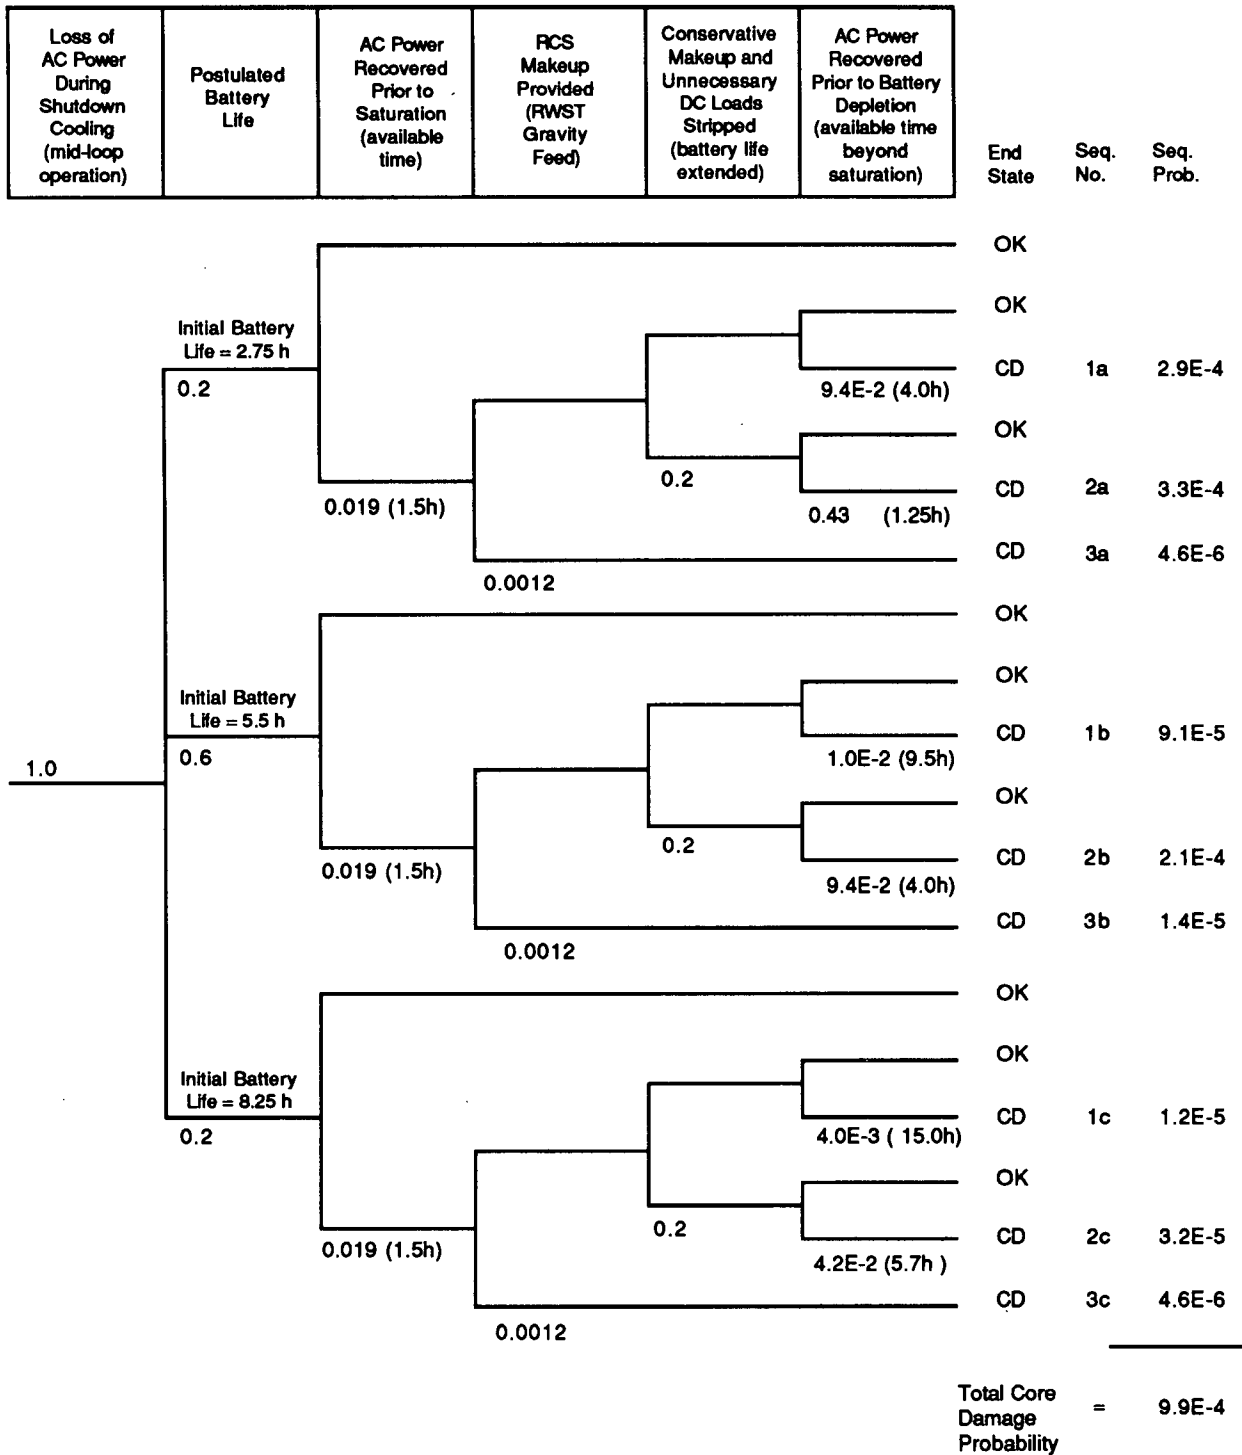 Loss of
AC Power
During
Shutdown
Cooling
(mid-loop
operation)
Postulated
Battery
Life
AC Power
Recovered
Prior to
Saturation
(available
time)
RCS
Makeup
Provided
(RWST
Gravity
Feed)
Conservative
Makeup and
Unnecessary
DC Loads
Stripped
(battery life
extended)
AC Power
Recovered
Prior to Battery
Depletion
(available time
beyond
saturation)
End
State
Seq.
No.
Seq.
Prob.
OK
OK
Initial Battery
Life = 2.75 h
0.2
CD 1a 2.9E-4
9.4E-2 (4.0h)
OK
0.2
CD 2a 3.3E-4
0.019 (1.5h)
0.43 (1.25h)
CD 3a 4.6E-6
0.0012
OK
OK
Initial Battery
Life = 5.5 h
CD 1b 9.1E-5
0.6
1.0E-2 (9.5h)
1.0
OK
0.2
CD 2b 2.1E-4
0.019 (1.5h)
9.4E-2 (4.0h)
CD 3b 1.4E-5
0.0012
OK
OK
Initial Battery
Life = 8.25 h
CD 1c 1.2E-5
0.2
4.0E-3 ( 15.0h)
OK
0.2
CD 2c 3.2E-5
0.019 (1.5h)
4.2E-2 (5.7h )
CD 3c 4.6E-6
0.0012
Total Core
Damage
Probability
= 9.9E-4